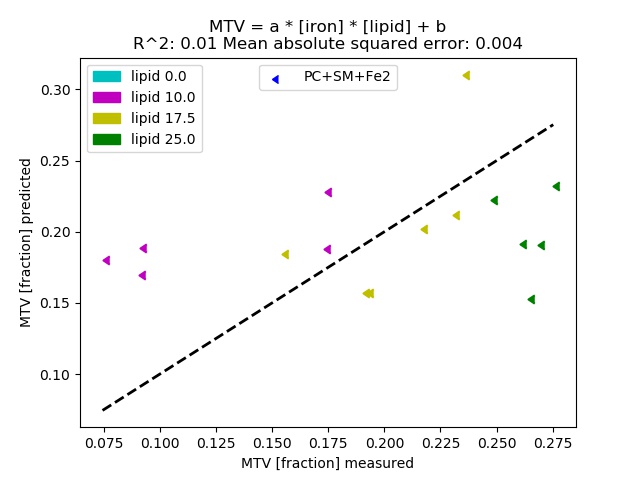 MTV = a * [iron] * [lipid] + b
R^2: 0.01 Mean absolute squared error: 0.004
lipid 0.0
lipid 10.0
lipid 17.5
lipid 25.0
PC+SM+Fe2
MTV [fraction] predicted
0.30
0.25
0.20
0.15
0.10
0.075 0.100 0.125 0.150 0.175 0.200 0.225 0.250 0.275
MTV [fraction] measured